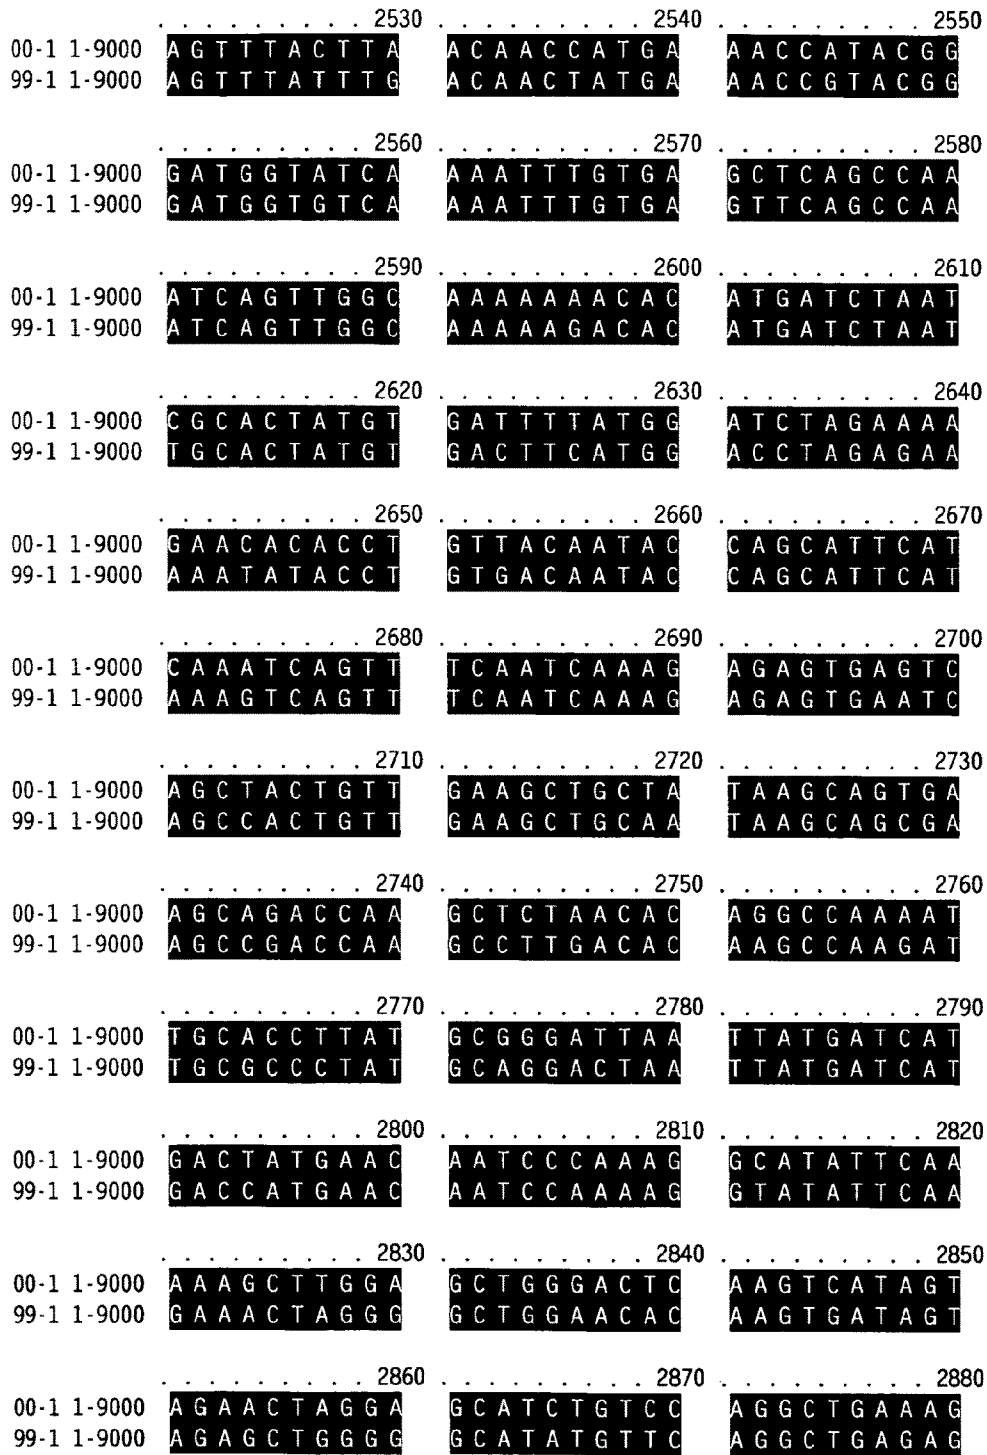 . . . . . . . . . 2530 . . . . . . . . . 2540 . . . . . . . . . 2550
00-1 1-9000 AGTTTACTTA ACAACCATGA AACCATACGG
99-1 1-9000 AGTTTATTTG ACAACTATGA AACCGTACGG
. . . . . . . . . 2560 . . . . . . . . . 2570 . . . . . . . . . 2580
00-1 1-9000 GATGGTATCA AAATTTGTGA GCTCAGCCAA
99-1 1-9000 GATGGTGTCA AAATTTGTGA GTTCAGCCAA
. . . . . . . . . 2590 . . . . . . . . . 2600 . . . . . . . . . 2610
00-1 1-9000 ATCAGTTGGC AAAAAAACAC ATGATCTAAT
99-1 1-9000 ATCAGTTGGC AAAAAGACAC ATGATCTAAT
. . . . . . . . . 2620 . . . . . . . . . 2630 . . . . . . . . . 2640
00-1 1-9000 CGCACTATGT GATTTTATGG ATCTAGAAAA
99-1 1-9000 TGCACTATGT GACTTCATGG ACCTAGAGAA
. . . . . . . . . 2650 . . . . . . . . . 2660 . . . . . . . . . 2670
00-1 1-9000 GAACACACCT GTTACAATAC CAGCATTCAT
99-1 1-9000 AAATATACCT GTGACAATAC CAGCATTCAT
. . . . . . . . . 2680 . . . . . . . . . 2690 . . . . . . . . . 2700
00-1 1-9000 CAAATCAGTT TCAATCAAAG AGAGTGAGTC
99-1 1-9000 AAAGTCAGTT TCAATCAAAG AGAGTGAATC
. . . . . . . . . 2710 . . . . . . . . . 2720 . . . . . . . . . 2730
00-1 1-9000 AGCTACTGTT GAAGCTGCTA TAAGCAGTGA
99-1 1-9000 AGCCACTGTT GAAGCTGCAA TAAGCAGCGA
. . . . . . . . . 2740 . . . . . . . . . 2750 . . . . . . . . . 2760
00-1 1-9000 AGCAGACCAA GCTCTAACAC AGGCCAAAAT
99-1 1-9000 AGCCGACCAA GCCTTGACAC AAGCCAAGAT
. . . . . . . . . 2770 . . . . . . . . . 2780 . . . . . . . . . 2790
00-1 1-9000 TGCACCTTAT GCGGGATTAA TTATGATCAT
99-1 1-9000 TGCGCCCTAT GCAGGACTAA TTATGATCAT
. . . . . . . . . 2800 . . . . . . . . . 2810 . . . . . . . . . 2820
00-1 1-9000 GACTATGAAC AATCCCAAAG GCATATTCAA
99-1 1-9000 GACCATGAAC AATCCAAAAG GTATATTCAA
. . . . . . . . . 2830 . . . . . . . . . 2840 . . . . . . . . . 2850
00-1 1-9000 AAAGCTTGGA GCTGGGACTC AAGTCATAGT
99-1 1-9000 GAAACTAGGG GCTGGAACAC AAGTGATAGT
. . . . . . . . . 2860 . . . . . . . . . 2870 . . . . . . . . . 2880
00-1 1-9000 AGAACTAGGA GCATCTGTCC AGGCTGAAAG
99-1 1-9000 AGAGCTGGGG GCATATGTTC AGGCTGAGAG